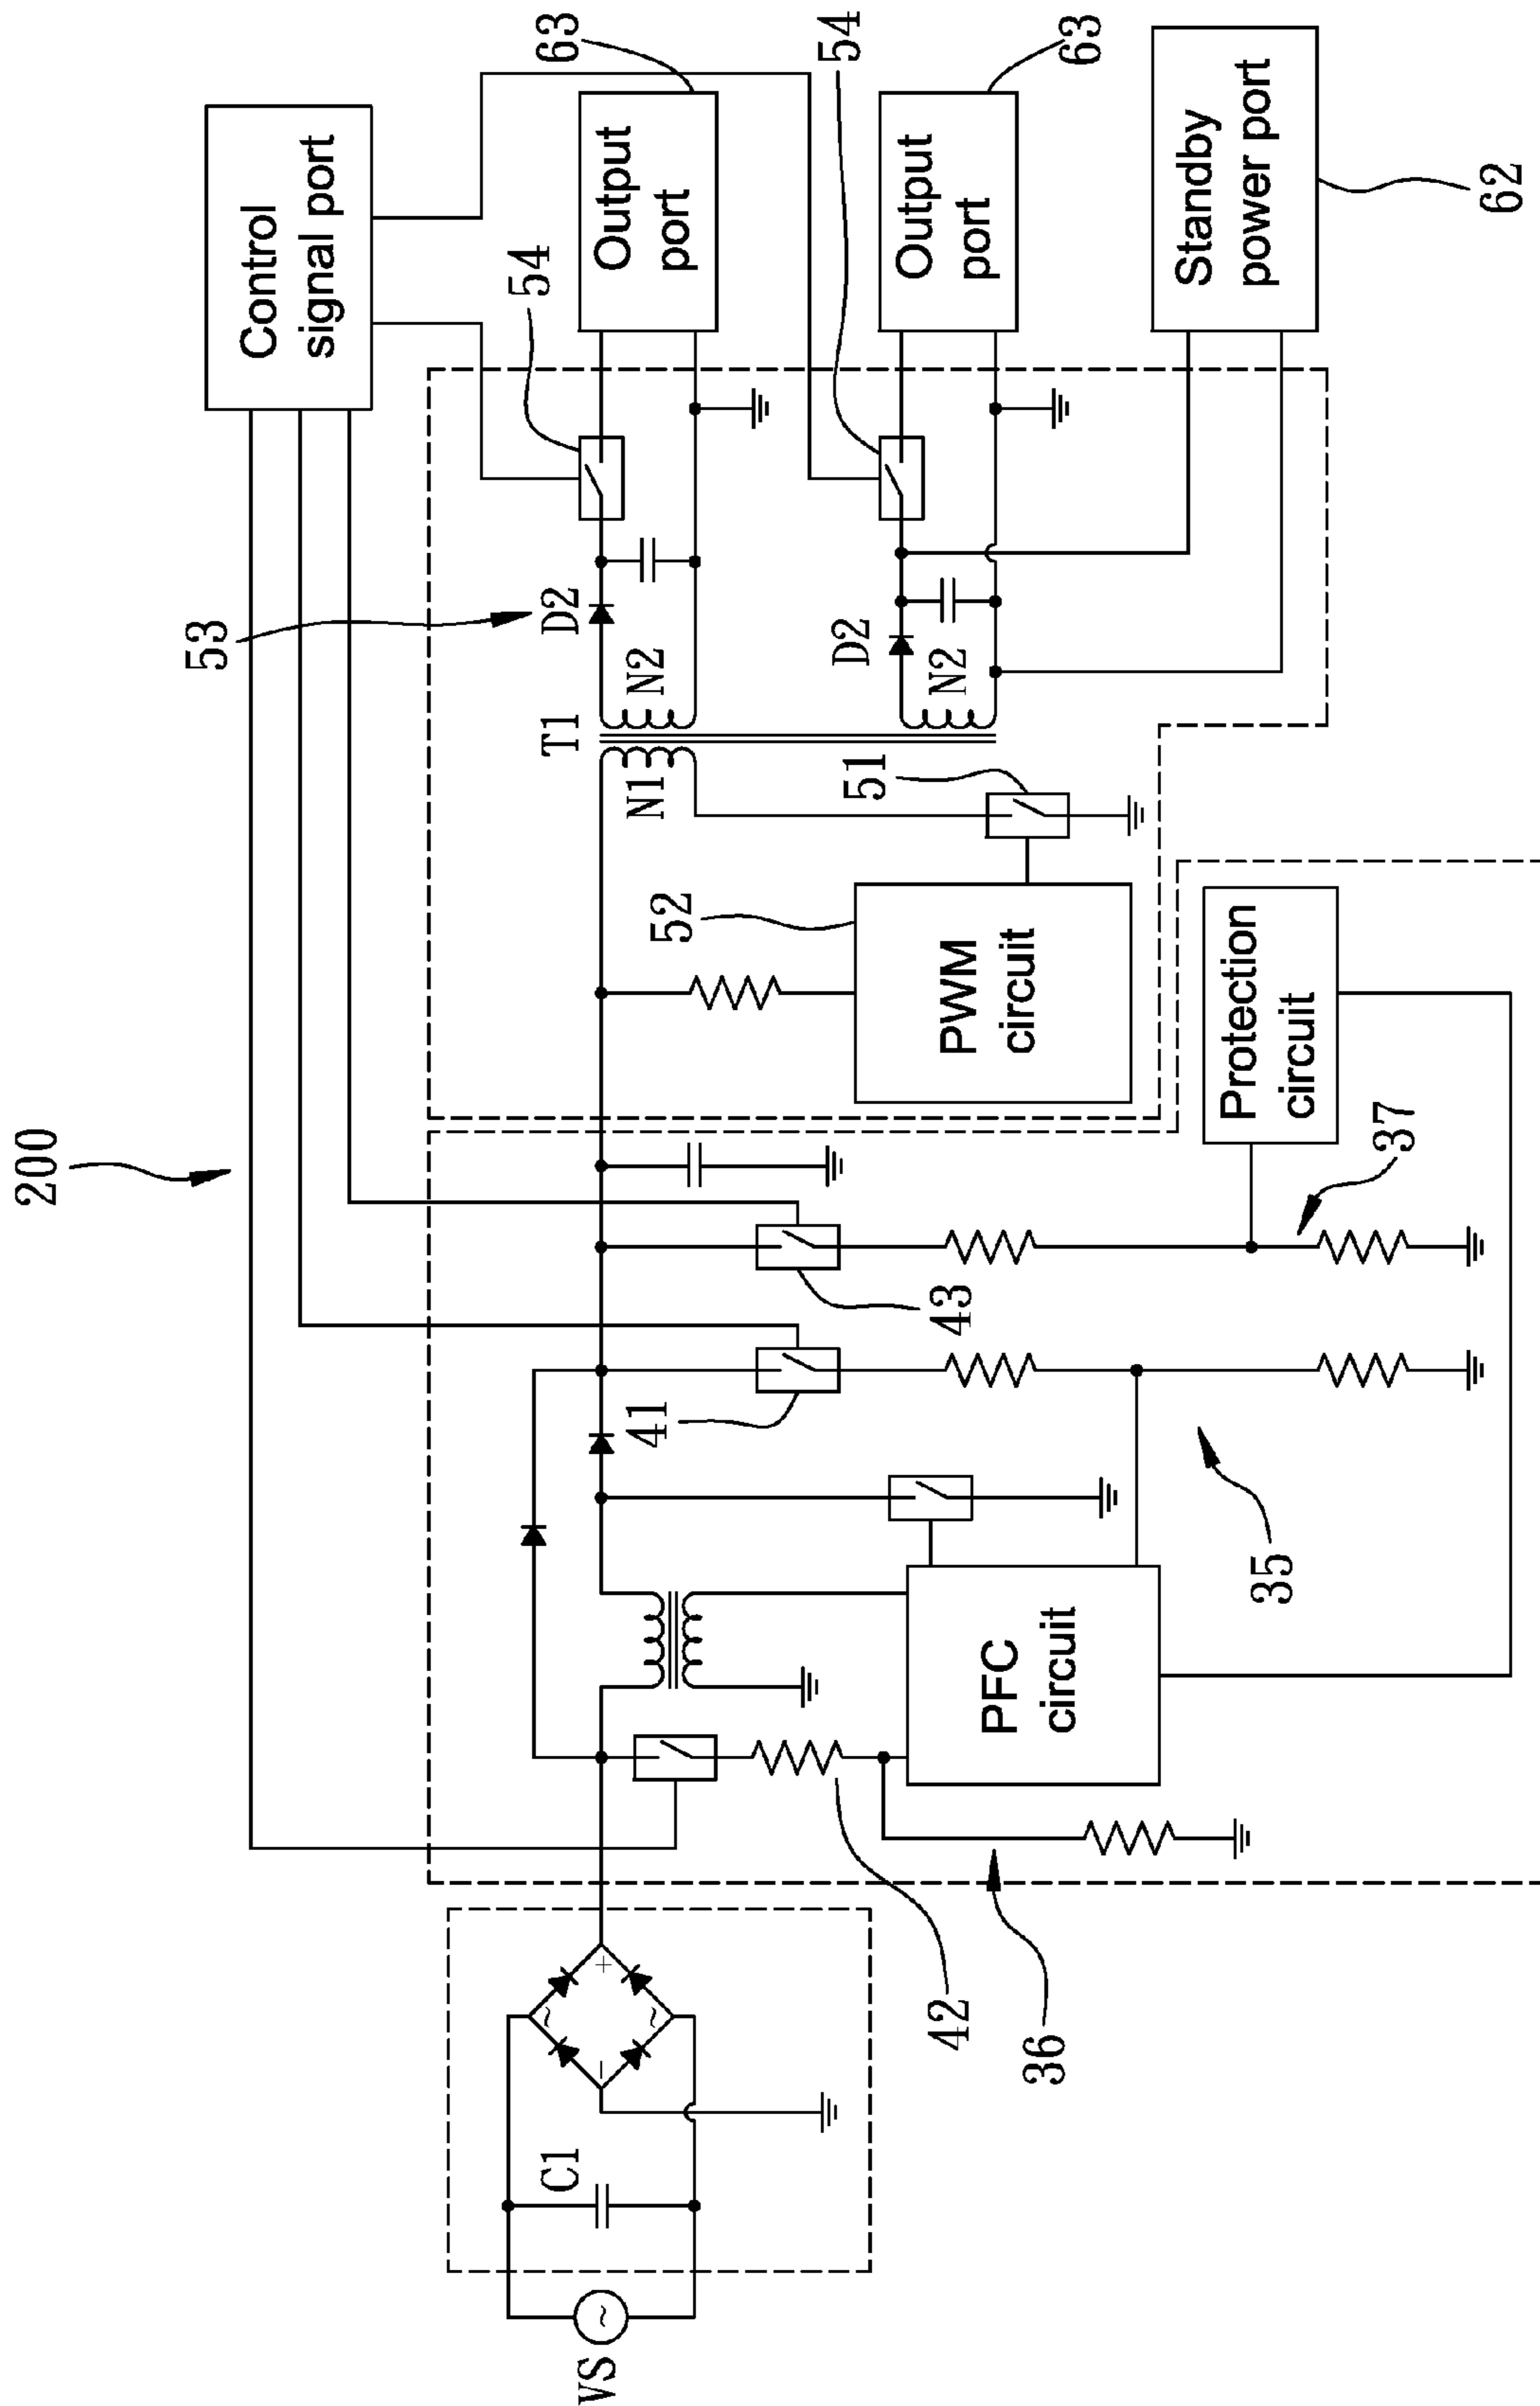 200
Control
signal port
53
54
63
Output
port
D2
T1
N1
N2
54
63
Output
port
D2
N2
Standby
power port
62
51
52
PWM
circuit
Protection
circuit
37
43
41
35
PFC
circuit
42
36
C1
VS
~
~
~
+
−